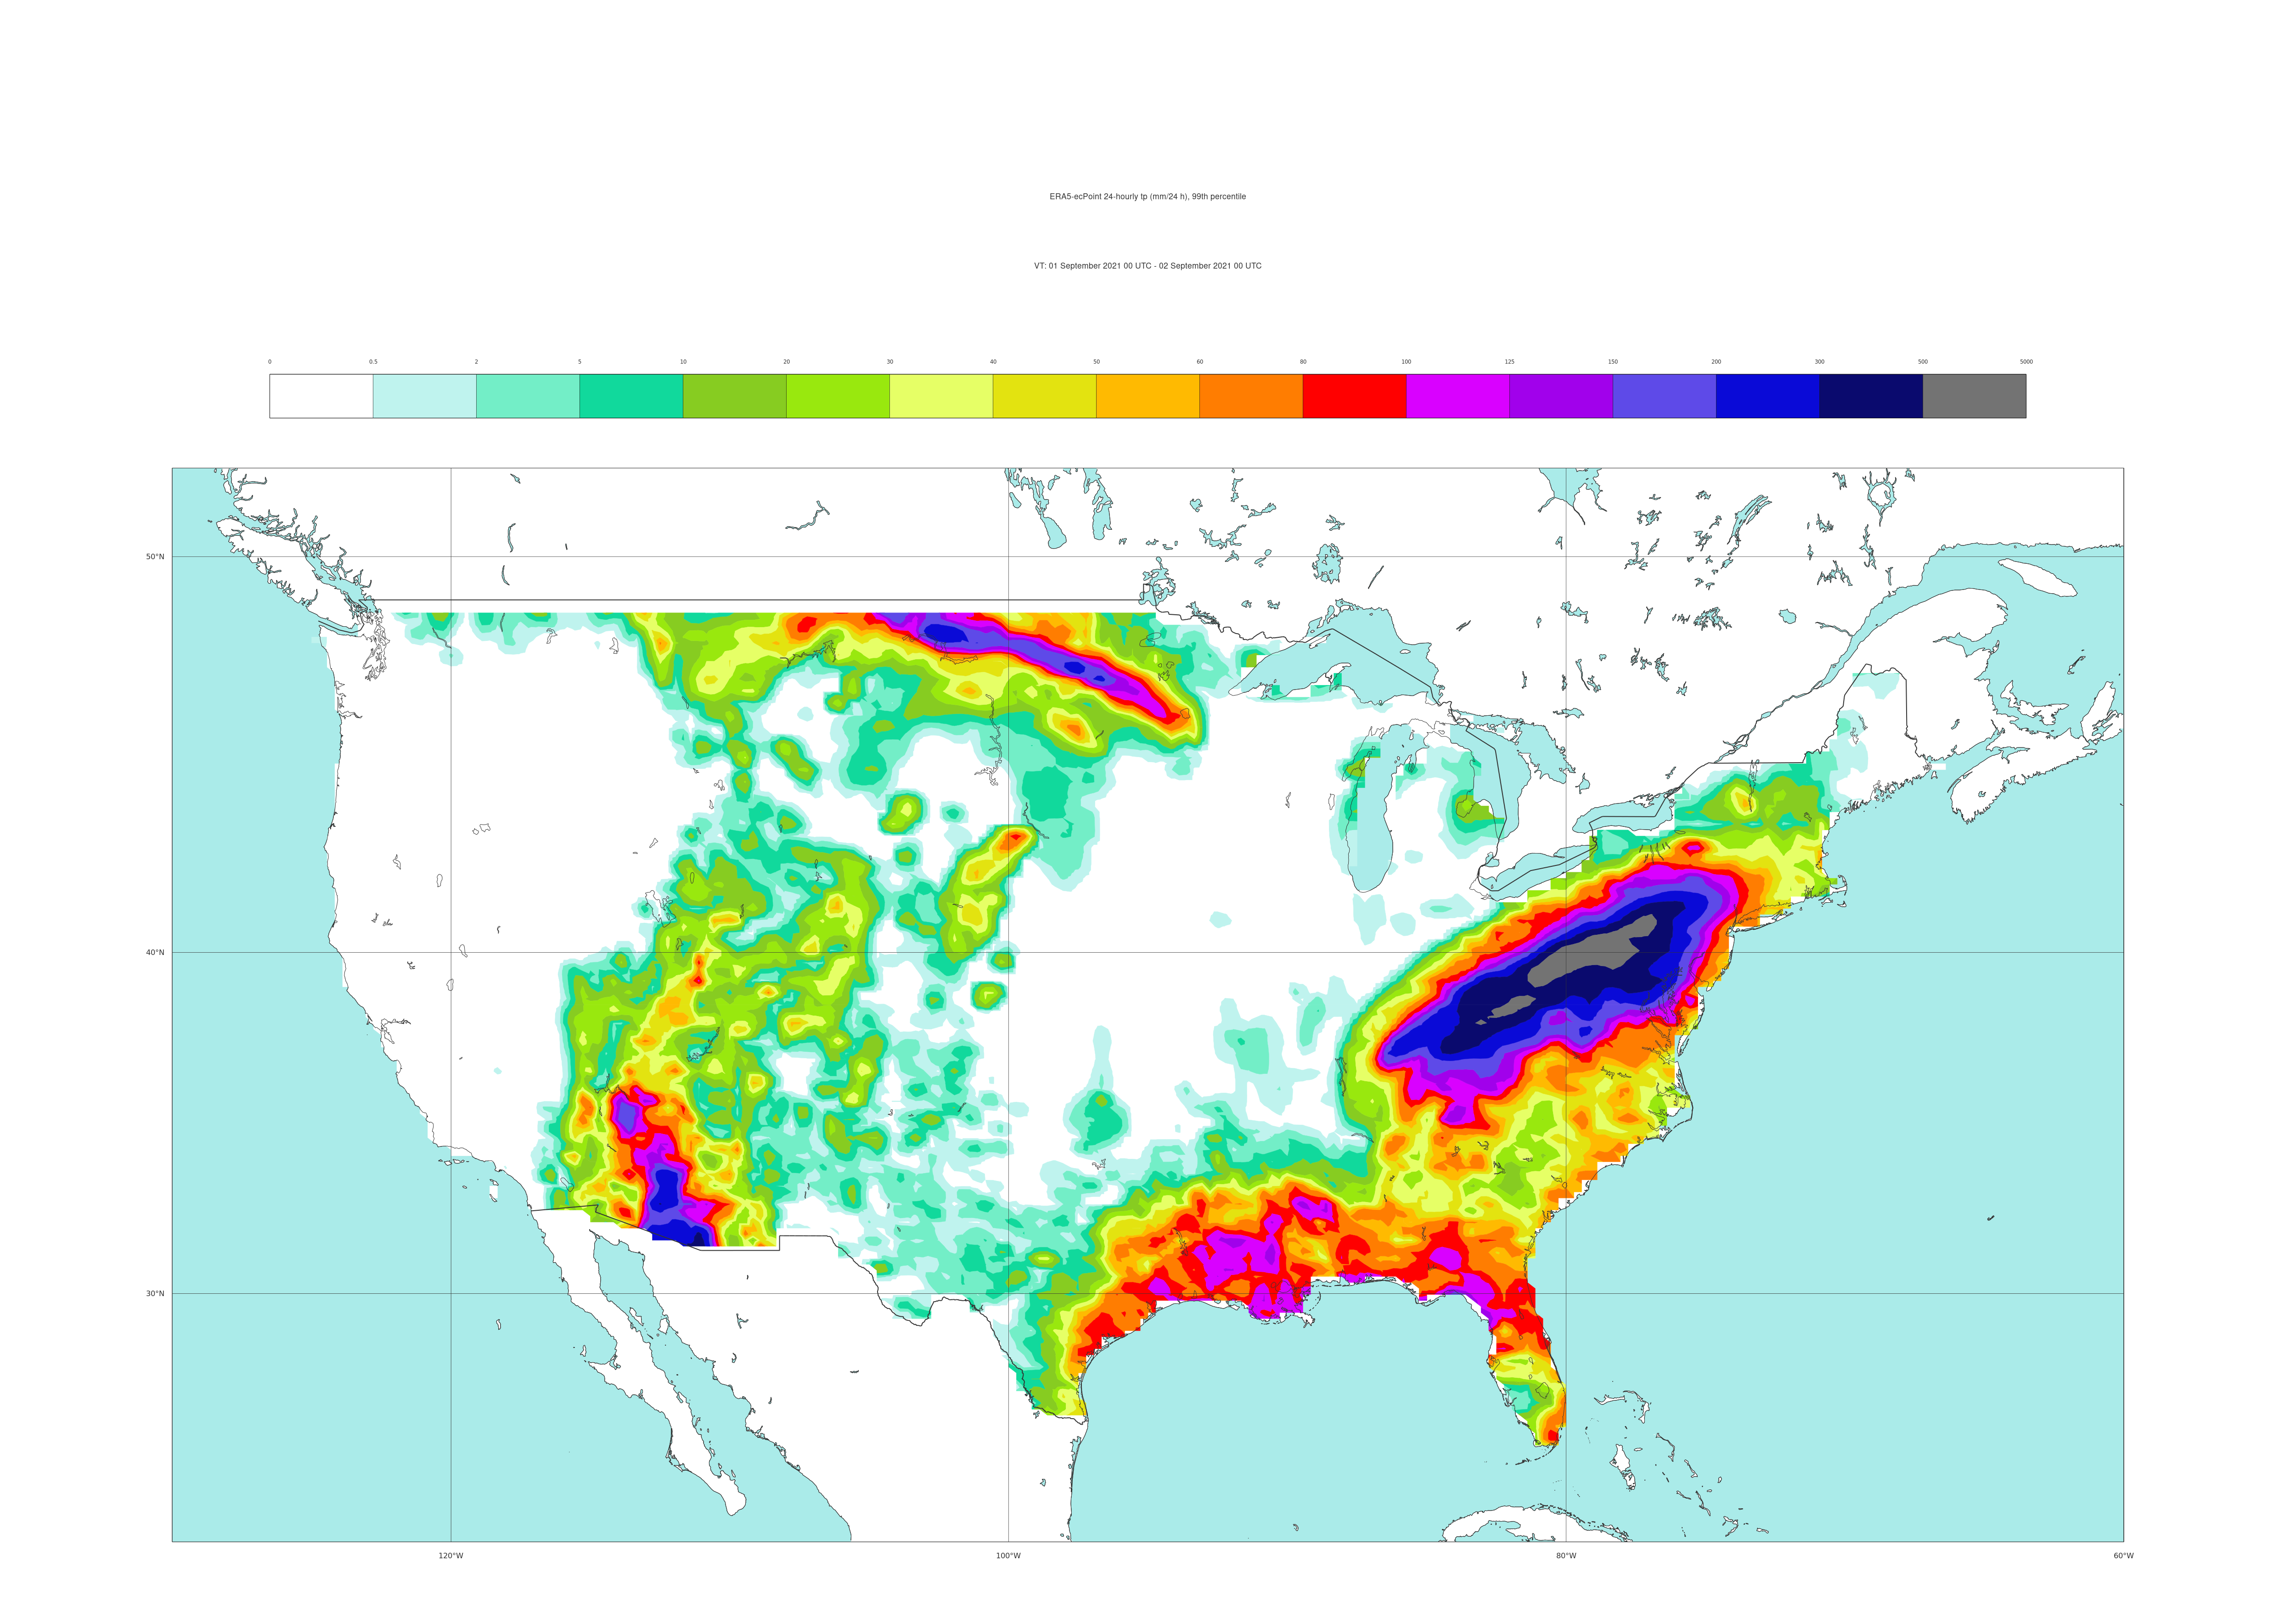 ERA5-ecPoint 24-hourly tp (mm/24 h), 99th percentile
VT: 01 September 2021 00 UTC - 02 September 2021 00 UTC
0 0.5 2 5 10 20 30 40 50 60 80 100 125 150 200 300 500 5000
50°N
40°N
30°N
120°W 100°W 80°W 60°W